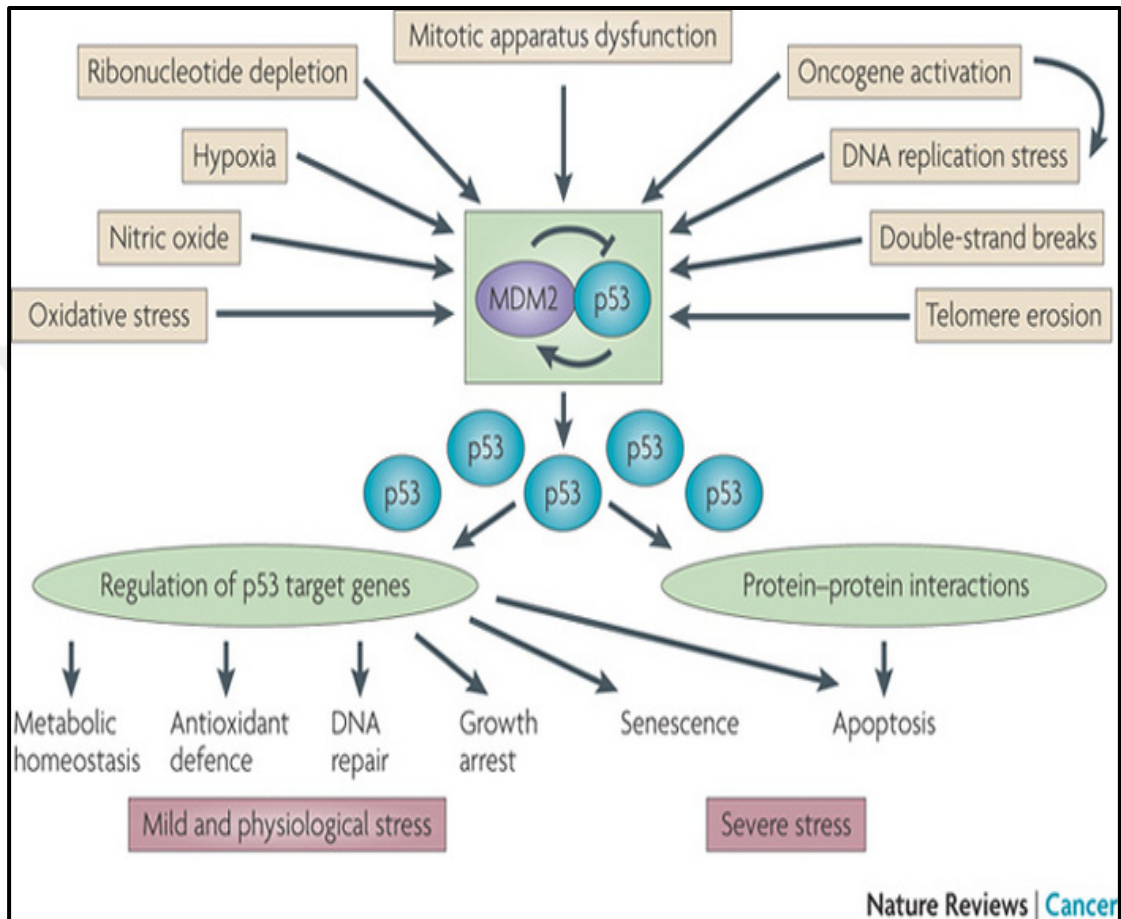 Mitotic apparatus dysfunction
Ribonucleotide depletion
Oncogene activation
Hypoxia
DNA replication stress
Nitric oxide
Double-strand breaks
MDM2
p53
Oxidative stress
Telomere erosion
p53
p53
p53
p53
p53
Regulation of p53 target genes
Protein–protein interactions
Metabolic
homeostasis
Antioxidant
defence
DNA
repair
Growth
arrest
Senescence
Apoptosis
Mild and physiological stress
Severe stress
Nature Reviews | Cancer